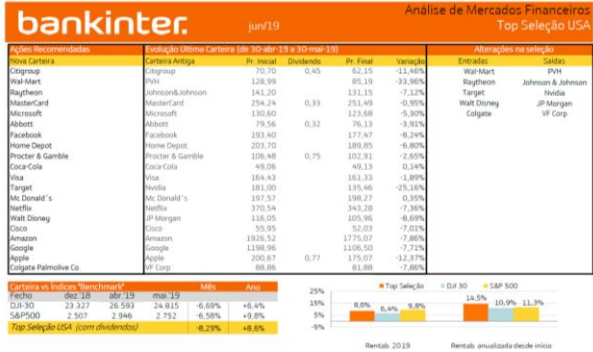 bankinter.
jun/19
Análise de Mercados Financeiros
Top Seleção USA
Ações Recomendadas Evolução Ultima Carteira (de 30-abr-19 a 30-mai-19) Alterações na seleção
Nova Carteira Carteira Antiga Pr. Inicial Dividendo Pr. Final Variação Entradas Saídas
Citigroup Citigroup 70,70 0,45 62,15 -11,46% Wal-Mart PVH
Wal-Mart PVH 128,99 85,19 -33,96% Raytheon Johnson & Johnson
Raytheon Johnson&Johnson 141,20 131,15 -7,12% Target Nvidia
MasterCard MasterCard 254,24 0,33 251,49 -0,95% Walt Disney JP Morgan
Microsoft Microsoft 130,60 123,68 -5,30% Colgate VF Corp
Abbott Abbott 79,56 0,32 76,13 -3,91%
Facebook Facebook 193,40 177,47 -8,24%
Home Depot Home Depot 203,70 189,85 -6,80%
Procter & Gamble Procter & Gamble 106,48 0,75 102,91 -2,65%
Coca-Cola Coca-Cola 49,06 49,13 0,14%
Visa Visa 164,43 161,33 -1,89%
Target Nvidia 181,00 135,46 -25,16%
Mc Donald´s Mc Donald´s 197,57 198,27 0,35%
Netflix Netflix 370,54 343,28 -7,36%
Walt Disney JP Morgan 116,05 105,96 -8,69%
Cisco Cisco 55,95 52,03 -7,01%
Amazon Amazon 1926,52 1775,07 -7,86%
Google Google 1198,96 1106,50 -7,71%
Apple Apple 200,67 0,77 175,07 -12,37%
Colgate Palmolive Co. VF Corp 88,86 81,88 -7,86%
Carteira vs Índices "Benchmark" Mês Ano
Fecho dez.'18 abr.'19 mai.'19
DJI-30 23.327 26.593 24.815 -6,69% +6,4%
S&P500 2.507 2.946 2.752 -6,58% +9,8%
Top Seleção USA (com dividendos) -8,29% +8,6%
Top Seleção DJI 30 S&P 500
25%
15%
5%
-5%
8,6% 6,4% 9,8% 14,5% 10,9% 11,3%
Rentab. 2019 Rentab. anualizada desde início